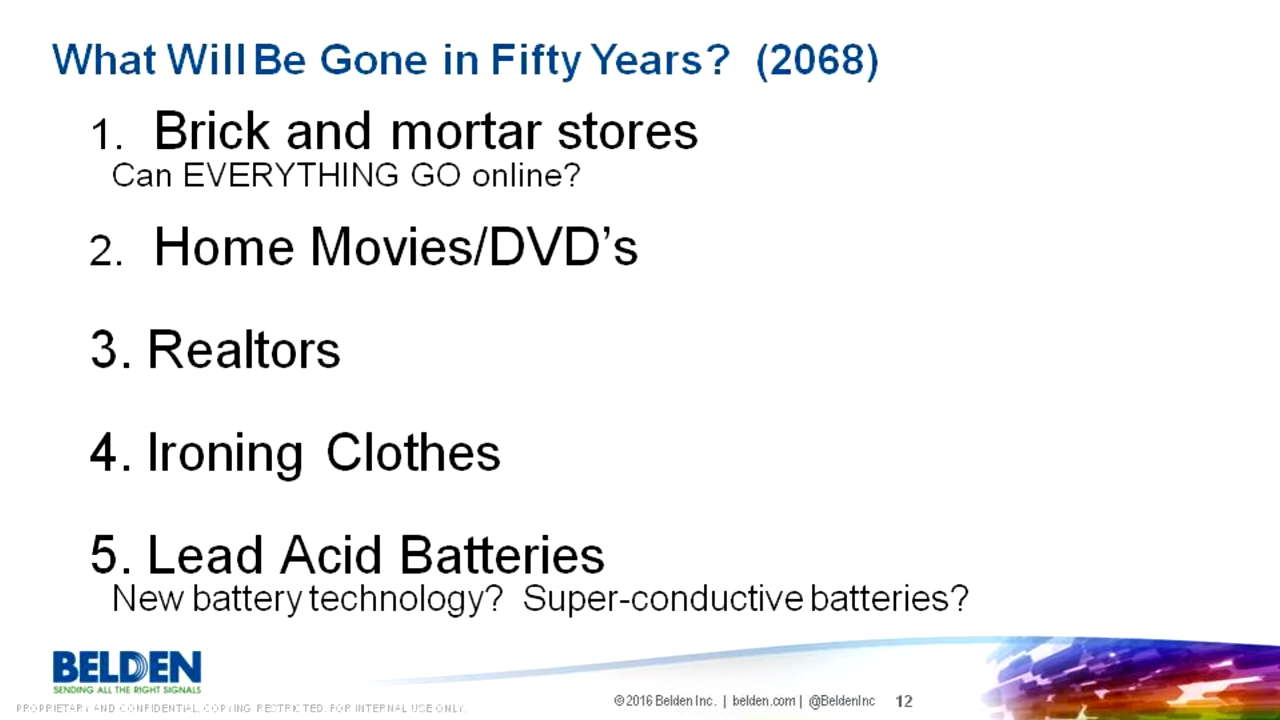 What Will Be Gone in Fifty Years? (2068)
1. Brick and mortar stores
Can EVERYTHING GO online?
2. Home Movies/DVD's
3. Realtors
4. Ironing Clothes
5. Lead Acid Batteries
New battery technology? Super-conductive batteries?
BELDEN
SENDING ALL THE RIGHT SIGNALS
PROPRIETARY AND CONFIDENTIAL. COPYING RESTRICTED. FOR INTERNAL USE ONLY.
© 2016 Belden Inc. | belden.com | @BeldenInc 12